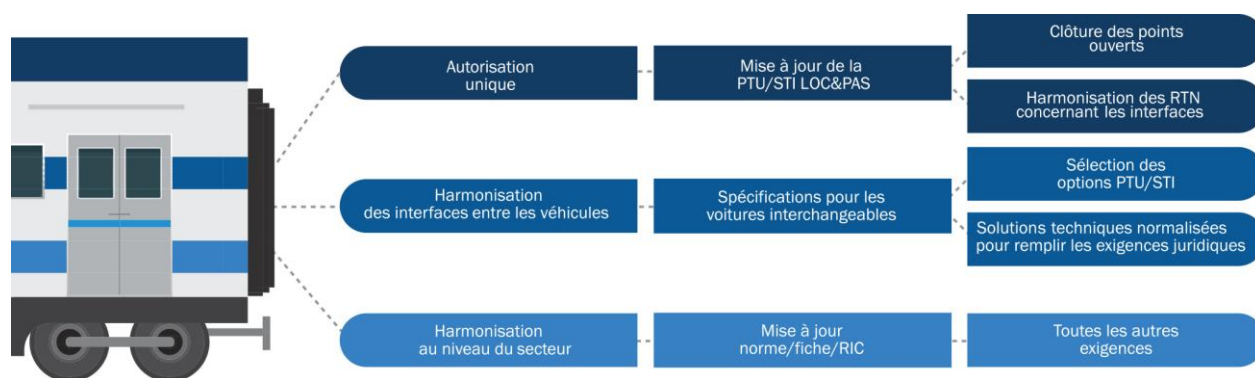 Autorisation
unique
Mise à jour de la
PTU/STI LOC&PAS
Clôture des points
ouverts
Harmonisation des RTN
concernant les interfaces
Harmonisation
des interfaces entre les véhicules
Spécifications pour les
voitures interchangeables
Sélection des
options PTU/STI
Solutions techniques normalisées
pour remplir les exigences juridiques
Harmonisation
au niveau du secteur
Mise à jour
norme/fiche/RIC
Toutes les autres
exigences